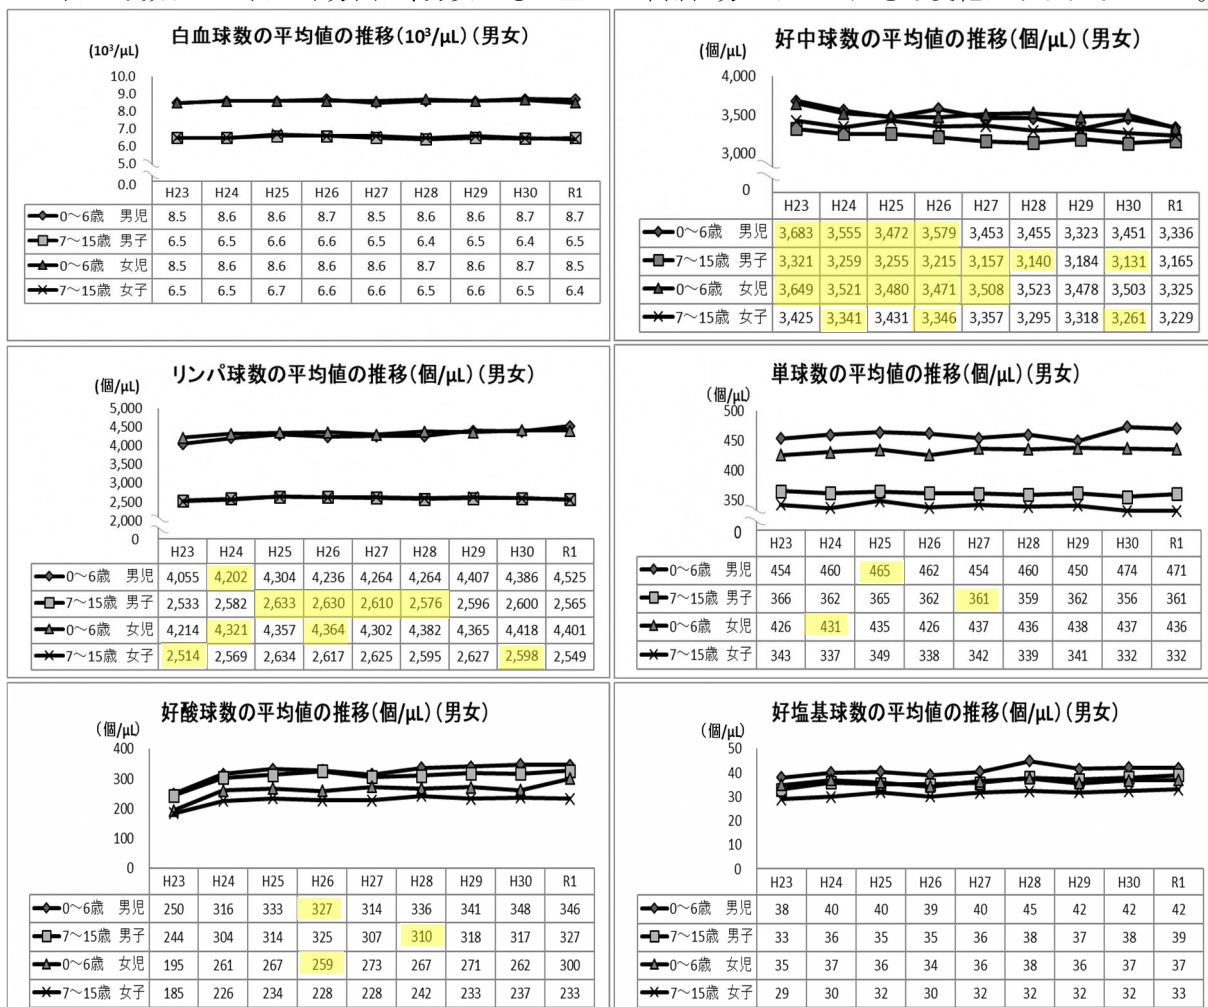 白血球数の平均値の推移(10³/μL)(男女)
(10³/μL)
10.0
9.0
8.0
7.0
6.0
5.0
0.0
H23 H24 H25 H26 H27 H28 H29 H30 R1
0～6歳 男児 8.5 8.6 8.6 8.7 8.5 8.6 8.6 8.7 8.7
7～15歳 男子 6.5 6.5 6.6 6.6 6.5 6.4 6.5 6.4 6.5
0～6歳 女児 8.5 8.6 8.6 8.6 8.6 8.7 8.6 8.7 8.5
7～15歳 女子 6.5 6.5 6.7 6.6 6.6 6.5 6.6 6.5 6.4
好中球数の平均値の推移(個/μL)(男女)
(個/μL)
4,000
3,500
3,000
0
H23 H24 H25 H26 H27 H28 H29 H30 R1
0～6歳 男児 3,683 3,555 3,472 3,579 3,453 3,455 3,323 3,451 3,336
7～15歳 男子 3,321 3,259 3,255 3,215 3,157 3,140 3,184 3,131 3,165
0～6歳 女児 3,649 3,521 3,480 3,471 3,508 3,523 3,478 3,503 3,325
7～15歳 女子 3,425 3,341 3,431 3,346 3,357 3,295 3,318 3,261 3,229
リンパ球数の平均値の推移(個/μL)(男女)
(個/μL)
5,000
4,500
4,000
3,500
3,000
2,500
2,000
0
H23 H24 H25 H26 H27 H28 H29 H30 R1
0～6歳 男児 4,055 4,202 4,304 4,236 4,264 4,264 4,407 4,386 4,525
7～15歳 男子 2,533 2,582 2,633 2,630 2,610 2,576 2,596 2,600 2,565
0～6歳 女児 4,214 4,321 4,357 4,364 4,302 4,382 4,365 4,418 4,401
7～15歳 女子 2,514 2,569 2,634 2,617 2,625 2,595 2,627 2,598 2,549
単球数の平均値の推移(個/μL)(男女)
(個/μL)
500
450
400
350
0
H23 H24 H25 H26 H27 H28 H29 H30 R1
0～6歳 男児 454 460 465 462 454 460 450 474 471
7～15歳 男子 366 362 365 362 361 359 362 356 361
0～6歳 女児 426 431 435 426 437 436 438 437 436
7～15歳 女子 343 337 349 338 342 339 341 332 332
好酸球数の平均値の推移(個/μL)(男女)
(個/μL)
400
300
200
100
0
H23 H24 H25 H26 H27 H28 H29 H30 R1
0～6歳 男児 250 316 333 327 314 336 341 348 346
7～15歳 男子 244 304 314 325 307 310 318 317 327
0～6歳 女児 195 261 267 259 273 267 271 262 300
7～15歳 女子 185 226 234 228 228 242 233 237 233
好塩基球数の平均値の推移(個/μL)(男女)
(個/μL)
50
40
30
20
10
0
H23 H24 H25 H26 H27 H28 H29 H30 R1
0～6歳 男児 38 40 40 39 40 45 42 42 42
7～15歳 男子 33 36 35 35 36 38 37 38 39
0～6歳 女児 35 37 36 34 36 38 36 37 37
7～15歳 女子 29 30 32 30 32 32 32 32 33